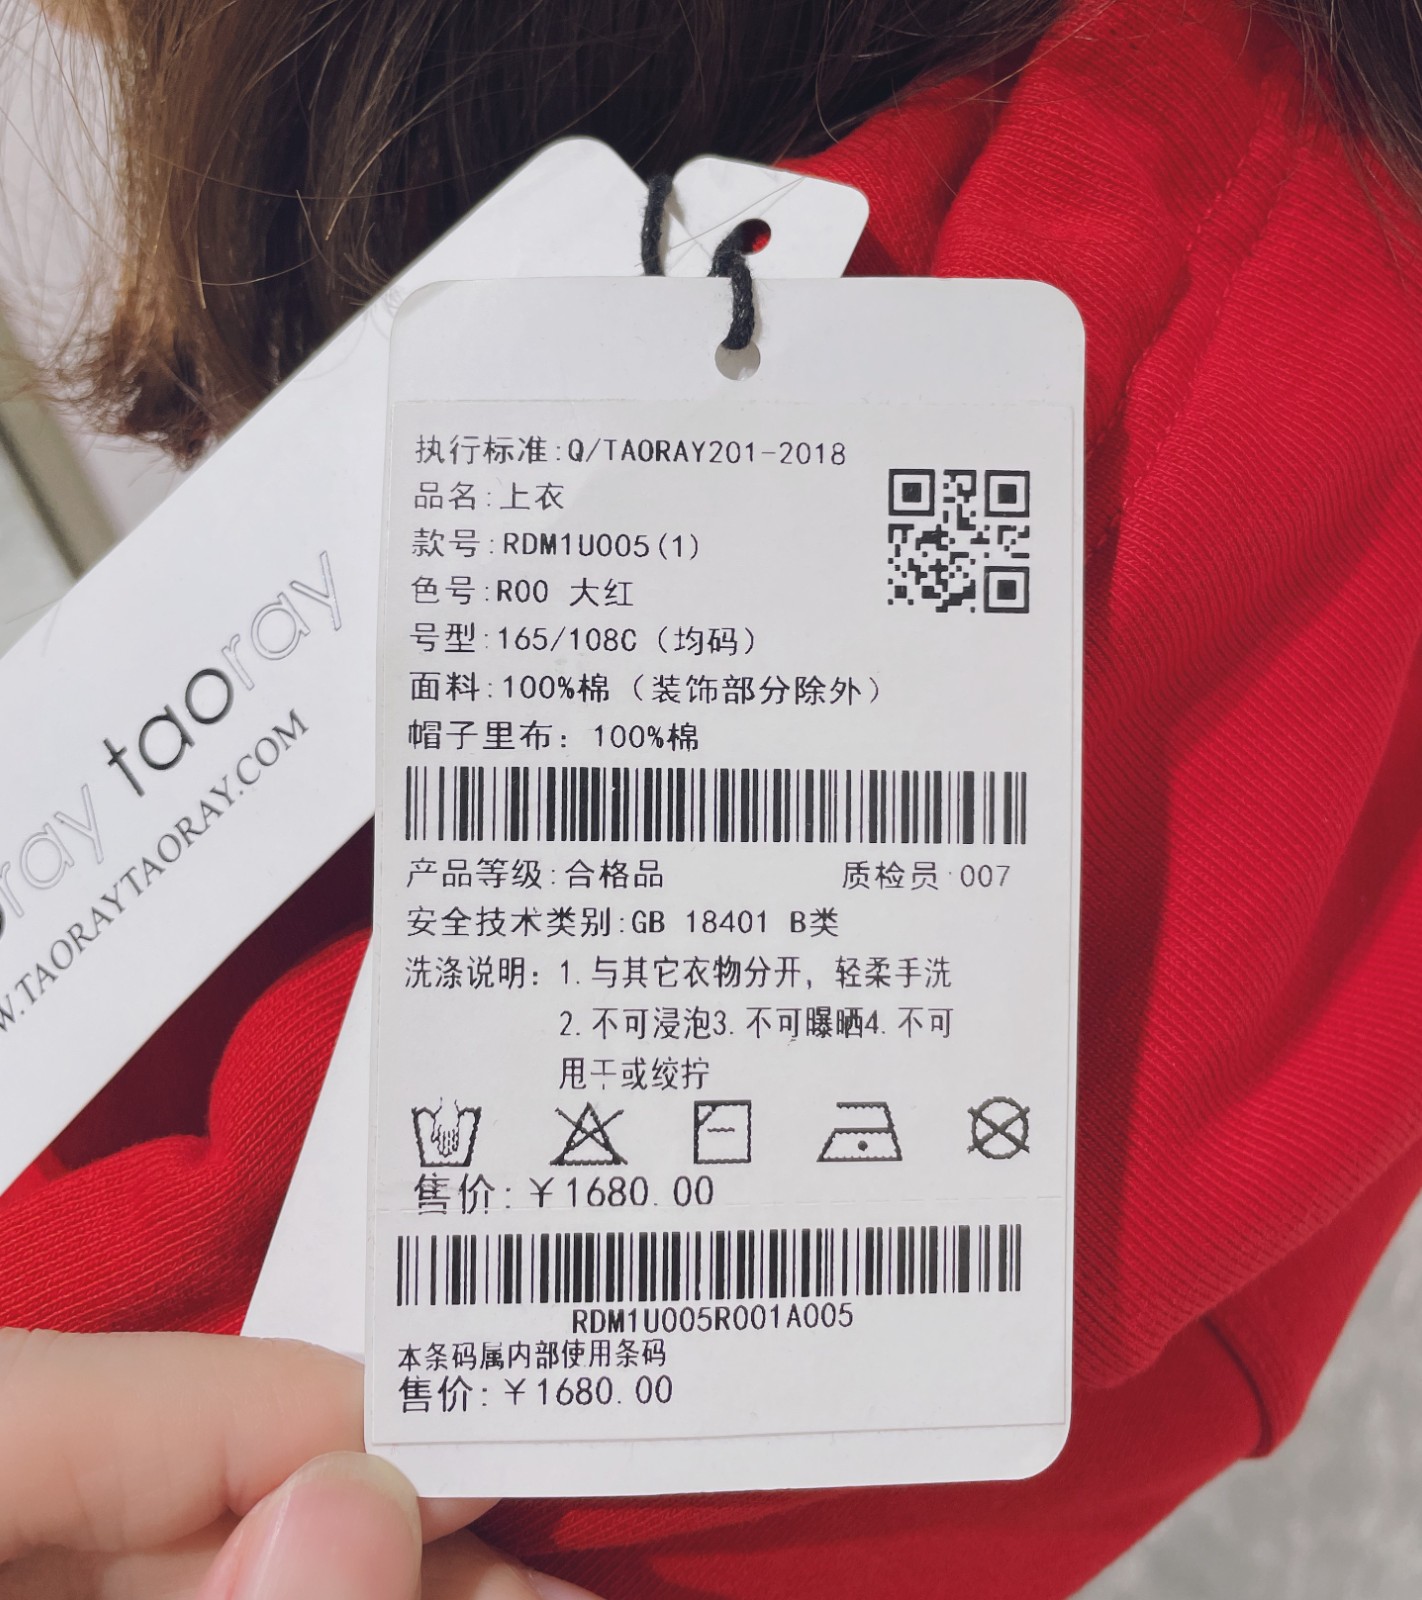 执行标准:Q/TAORAY201-2018
品名:上衣
款号:RDM1U005(1)
色号:R00 大红
号型:165/108C（均码）
面料:100%棉（装饰部分除外）
帽子里布：100%棉
产品等级:合格品 质检员:007
安全技术类别:GB 18401 B类
洗涤说明：1.与其它衣物分开，轻柔手洗
2.不可浸泡3.不可曝晒4.不可
甩干或绞拧
售价:￥1680.00
RDM1U005R001A005
本条码属内部使用条码
售价:￥1680.00
ray taoray
W.TAORAYTAORAY.COM